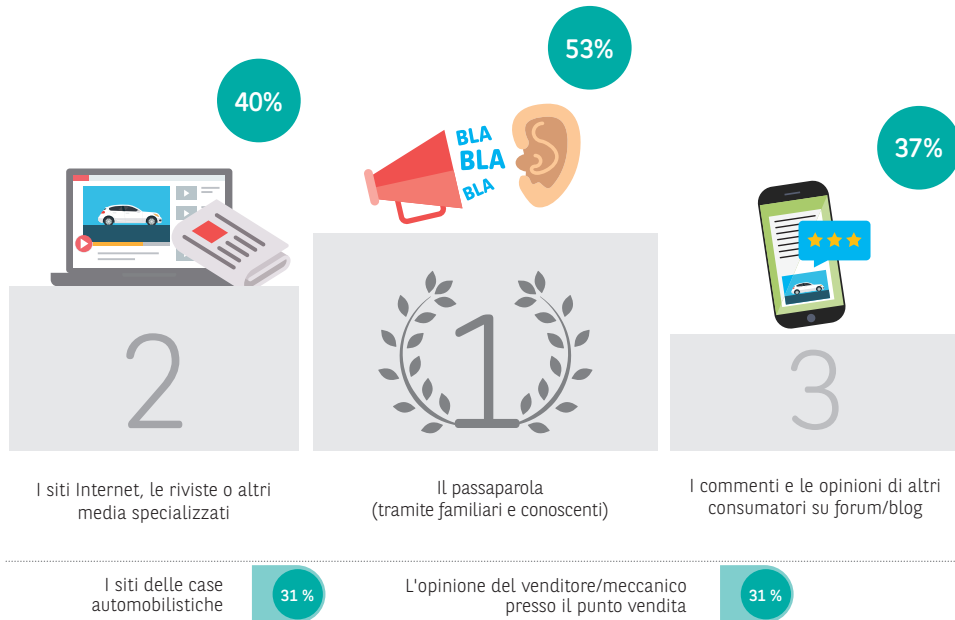 53%
40%
37%
BLA
BLA
BLA
2
1
3
I siti Internet, le riviste o altri
media specializzati
Il passaparola
(tramite familiari e conoscenti)
I commenti e le opinioni di altri
consumatori su forum/blog
I siti delle case
automobilistiche
31 %
L'opinione del venditore/meccanico
presso il punto vendita
31 %